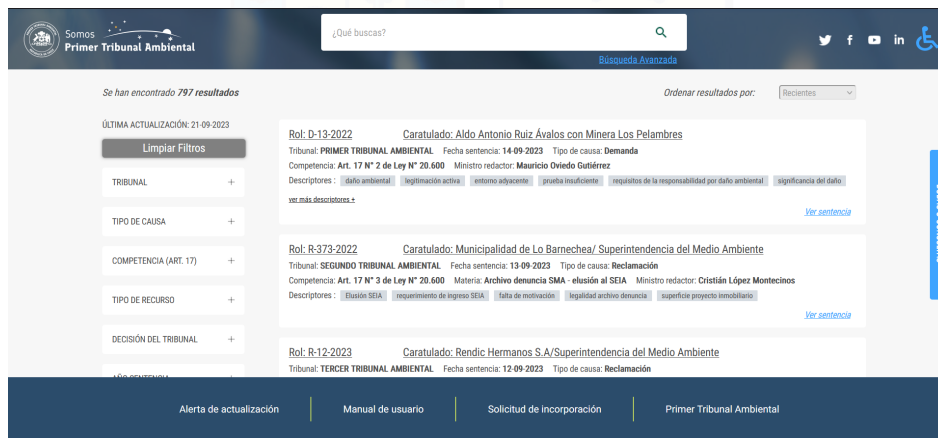 Somos
Primer Tribunal Ambiental
¿Qué buscas?
Búsqueda Avanzada
f
in
Se han encontrado 797 resultados
Ordenar resultados por:
Recientes
ÚLTIMA ACTUALIZACIÓN: 21-09-2023
Limpiar Filtros
TRIBUNAL +
TIPO DE CAUSA +
COMPETENCIA (ART. 17) +
TIPO DE RECURSO +
DECISIÓN DEL TRIBUNAL +
AÑO SENTENCIA
Rol: D-13-2022 Caratulado: Aldo Antonio Ruiz Ávalos con Minera Los Pelambres
Tribunal: PRIMER TRIBUNAL AMBIENTAL Fecha sentencia: 14-09-2023 Tipo de causa: Demanda
Competencia: Art. 17 N° 2 de Ley N° 20.600 Ministro redactor: Mauricio Oviedo Gutiérrez
Descriptores : daño ambiental legitimación activa entorno adyacente prueba insuficiente requisitos de la responsabilidad por daño ambiental significancia del daño
ver más descriptores +
Ver sentencia
Rol: R-373-2022 Caratulado: Municipalidad de Lo Barnechea/ Superintendencia del Medio Ambiente
Tribunal: SEGUNDO TRIBUNAL AMBIENTAL Fecha sentencia: 13-09-2023 Tipo de causa: Reclamación
Competencia: Art. 17 N° 3 de Ley N° 20.600 Materia: Archivo denuncia SMA - elusión al SEIA Ministro redactor: Cristián López Montecinos
Descriptores : Elusión SEIA requerimiento de ingreso SEIA falta de motivación legalidad archivo denuncia superficie proyecto inmobiliario
Ver sentencia
Rol: R-12-2023 Caratulado: Rendic Hermanos S.A/Superintendencia del Medio Ambiente
Tribunal: TERCER TRIBUNAL AMBIENTAL Fecha sentencia: 12-09-2023 Tipo de causa: Reclamación
Alerta de actualización
Manual de usuario
Solicitud de incorporación
Primer Tribunal Ambiental